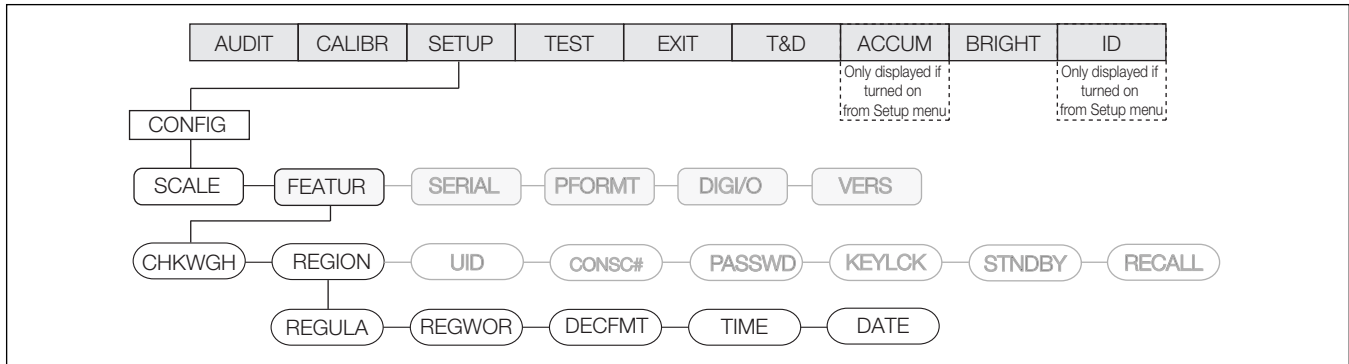 AUDIT CALIBR SETUP TEST EXIT T&D ACCUM BRIGHT ID
Only displayed if
turned on
from Setup menu
Only displayed if
turned on
from Setup menu
CONFIG
SCALE FEATUR SERIAL PFORMT DIGI/O VERS
CHKWGH REGION UID CONSC# PASSWD KEYLCK STNDBY RECALL
REGULA REGWOR DECFMT TIME DATE